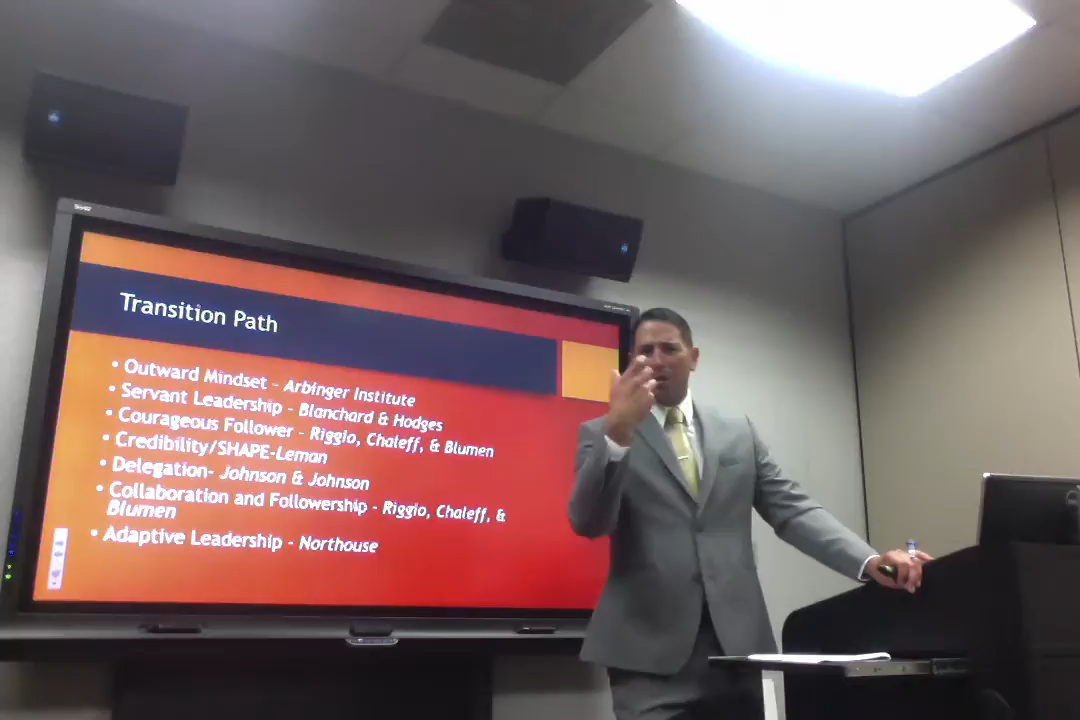 Transition Path
• Outward Mindset - Arbinger Institute
• Servant Leadership - Blanchard & Hodges
• Courageous Follower - Riggio, Chaleff, & Blumen
• Credibility/SHAPE-Leman
• Delegation- Johnson & Johnson
• Collaboration and Followership - Riggio, Chaleff, &
Blumen
• Adaptive Leadership - Northouse